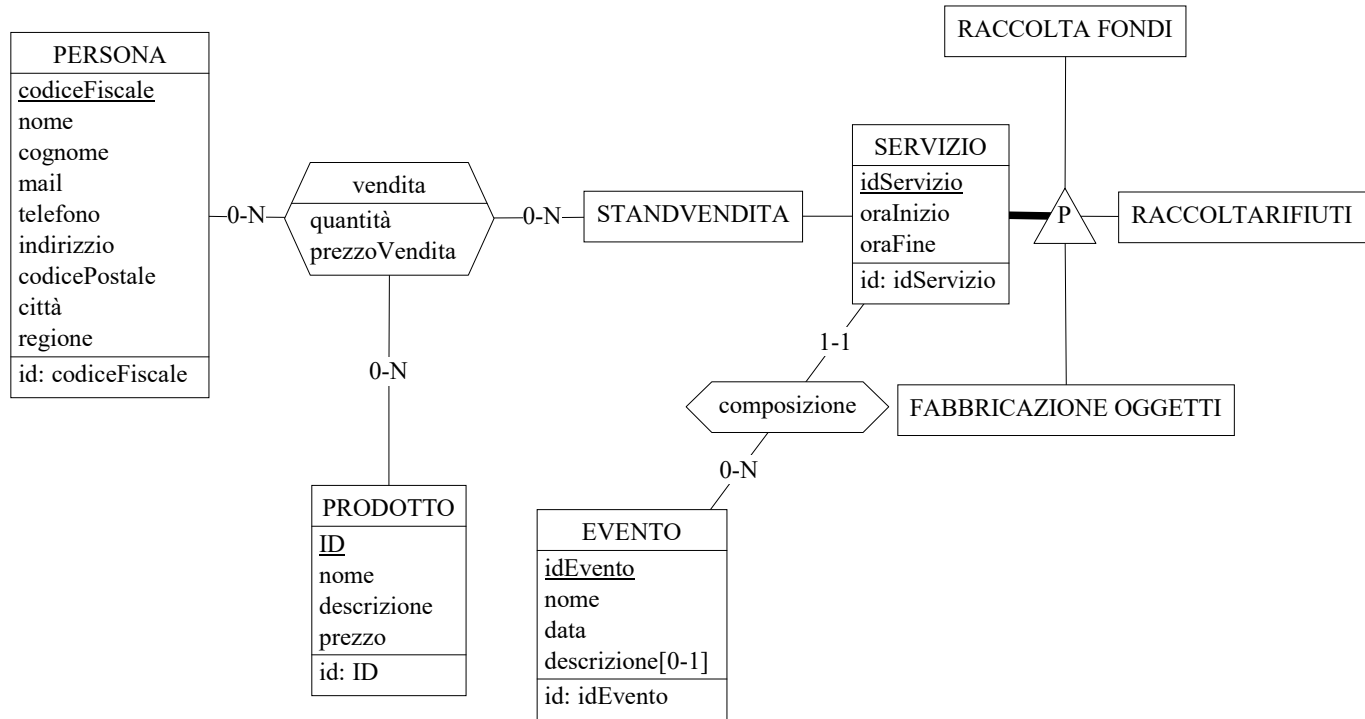 RACCOLTA FONDI
PERSONA
codiceFiscale
nome
cognome
mail
telefono
indirizzio
codicePostale
città
regione
id: codiceFiscale
0-N
vendita
quantità
prezzoVendita
0-N
STANDVENDITA
SERVIZIO
idServizio
oraInizio
oraFine
id: idServizio
P
RACCOLTARIFIUTI
0-N
1-1
composizione
FABBRICAZIONE OGGETTI
0-N
PRODOTTO
ID
nome
descrizione
prezzo
id: ID
EVENTO
idEvento
nome
data
descrizione[0-1]
id: idEvento